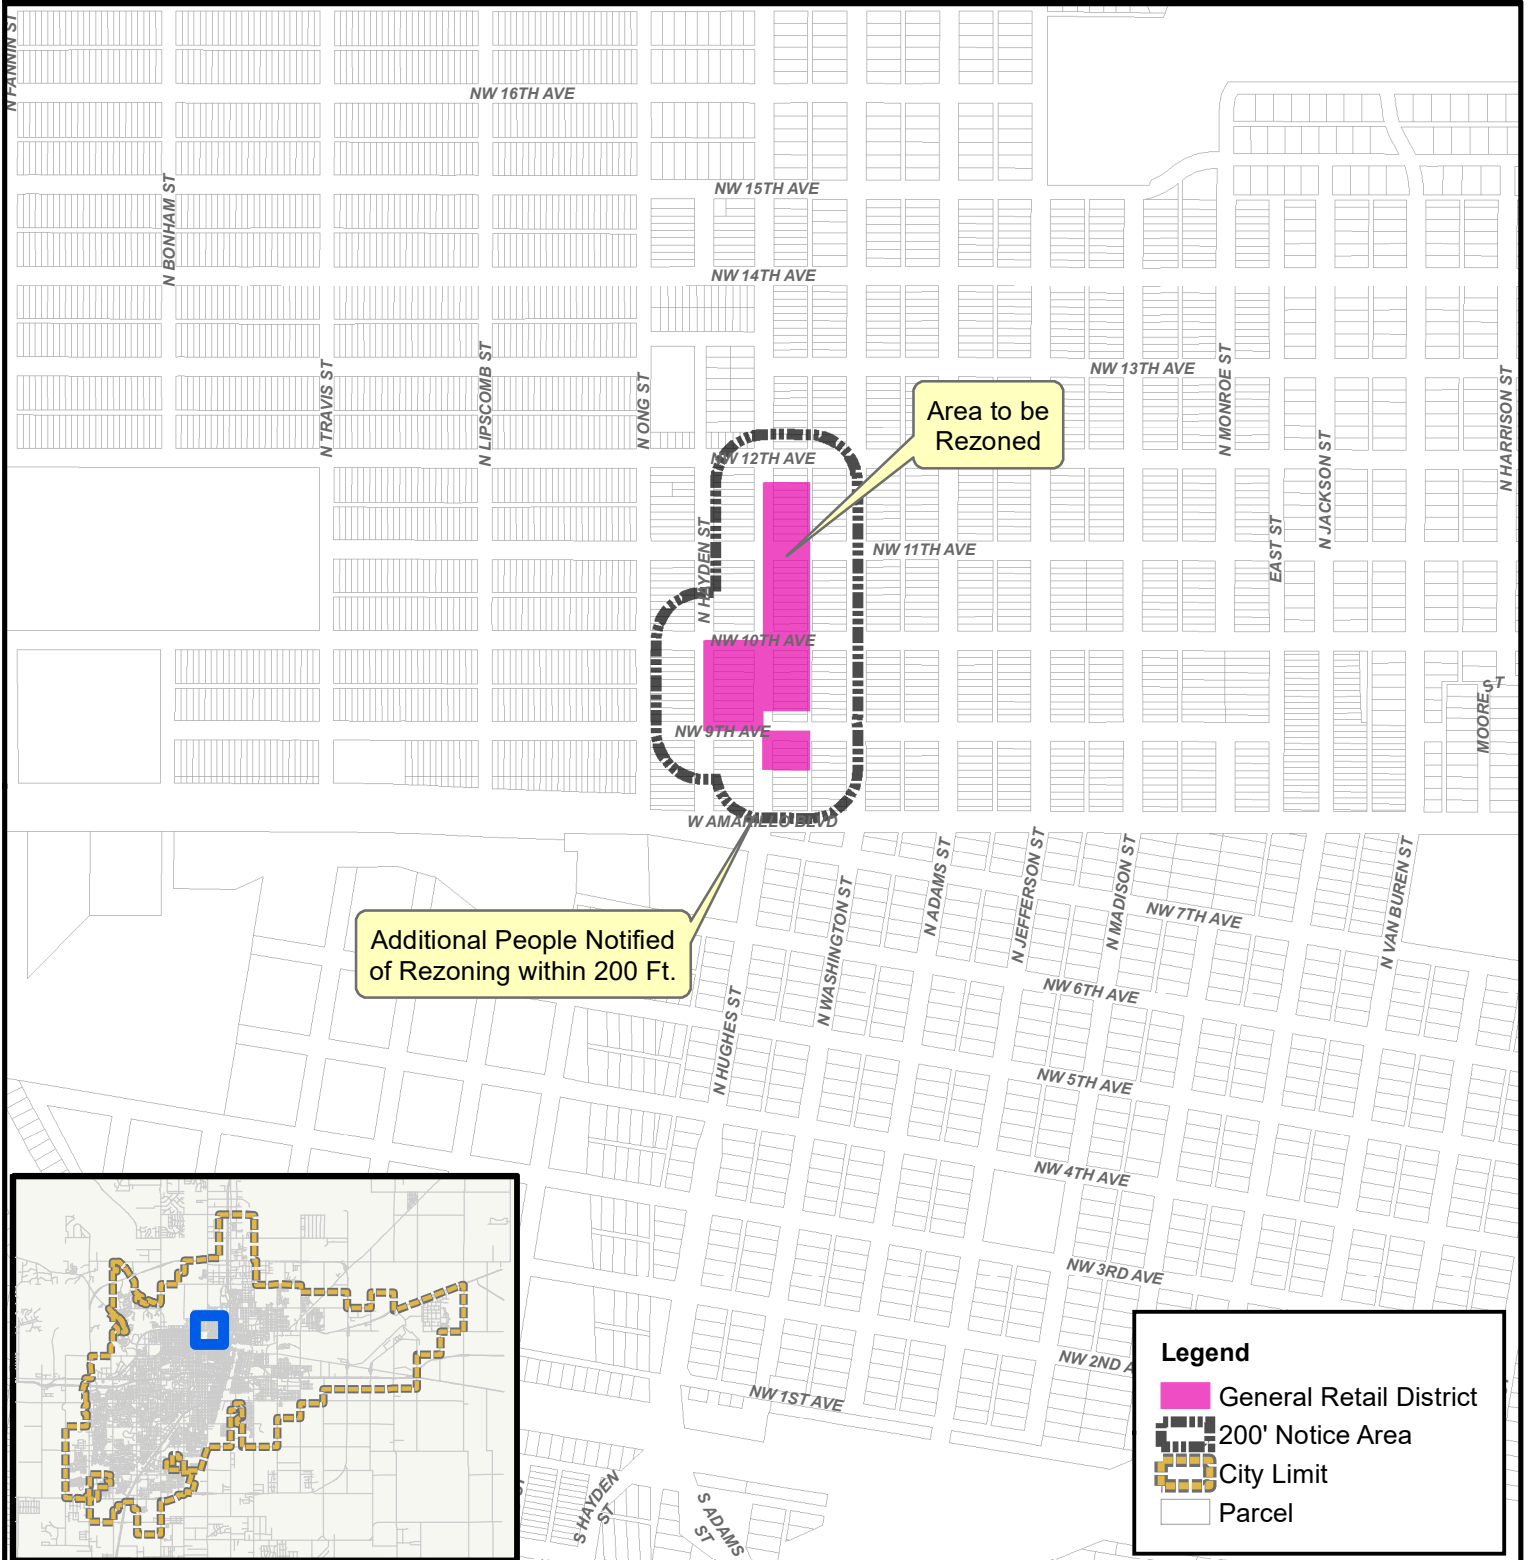 N FANNIN ST
NW 16TH AVE
N BONHAM ST
NW 15TH AVE
NW 14TH AVE
N TRAVIS ST
N LIPSCOMB ST
N ONG ST
NW 13TH AVE
N MONROE ST
N HARRISON ST
Area to be
Rezoned
NW 12TH AVE
N JACKSON ST
EAST ST
N HAYDEN ST
NW 11TH AVE
NW 10TH AVE
MOORE ST
NW 9TH AVE
W AMARILLO BLVD
Additional People Notified
of Rezoning within 200 Ft.
N HUGHES ST
N WASHINGTON ST
N ADAMS ST
N JEFFERSON ST
N MADISON ST
NW 7TH AVE
N VAN BUREN ST
NW 6TH AVE
NW 5TH AVE
NW 4TH AVE
NW 3RD AVE
NW 2ND A
NW 1ST AVE
S HAYDEN
ST
S ADAMS
ST
Legend
General Retail District
200' Notice Area
City Limit
Parcel